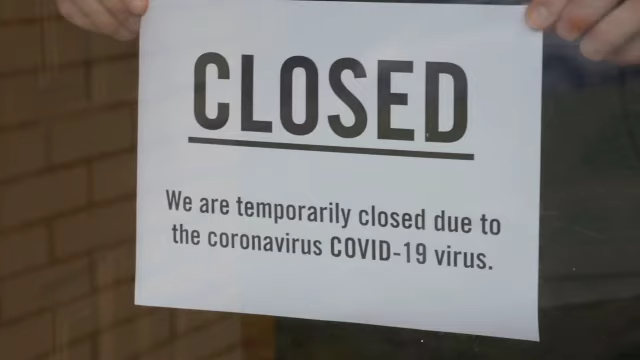 CLOSED
We are temporarily closed due to
the coronavirus COVID-19 virus.